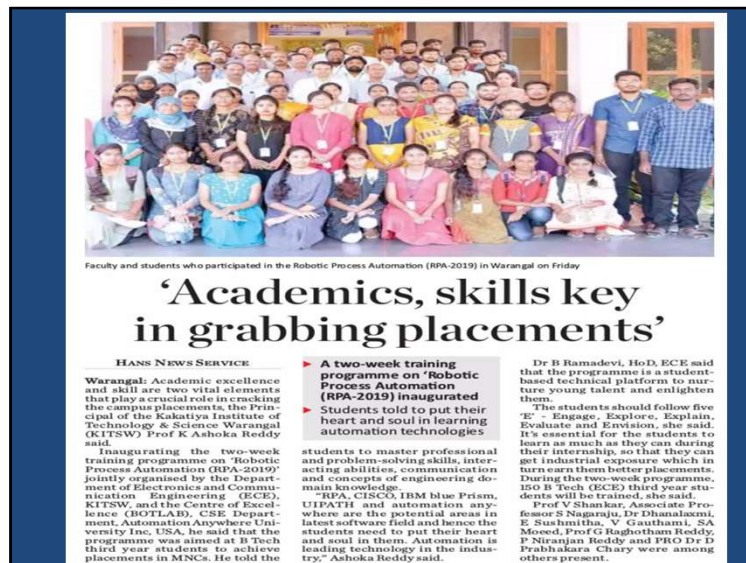 Faculty and students who participated in the Robotic Process Automation (RPA-2019) in Warangal on Friday
‘Academics, skills key
in grabbing placements’
HANS NEWS SERVICE
Warangal: Academic excellence
and skill are two vital elements
that play a crucial role in cracking
the campus placements, the Prin-
cipal of the Kakatiya Institute of
Technology & Science Warangal
(KITSW) Prof K Ashoka Reddy
said.
Inaugurating the two-week
training programme on ‘Robotic
Process Automation (RPA-2019)’
jointly organised by the Depart-
ment of Electronics and Commu-
nication Engineering (ECE),
KITSW, and the Centre of Excel-
lence (BOTLAB), CSE Depart-
ment, Automation Anywhere Uni-
versity Inc, USA, he said that the
programme was aimed at B Tech
third year students to achieve
placements in MNCs. He told the
► A two-week training
programme on ‘Robotic
Process Automation
(RPA-2019) inaugurated
► Students told to put their
heart and soul in learning
automation technologies
students to master professional
and problem-solving skills, inter-
acting abilities, communication
and concepts of engineering do-
main knowledge.
“RPA, CISCO, IBM blue Prism,
UIPATH and automation any-
where are the potential areas in
latest software field and hence the
students need to put their heart
and soul in them. Automation is
leading technology in the indus-
try,” Ashoka Reddy said.
Dr B Ramadevi, HoD, ECE said
that the programme is a student-
based technical platform to nur-
ture young talent and enlighten
them.
The students should follow five
‘E’ - Engage, Explore, Explain,
Evaluate and Envision, she said.
It’s essential for the students to
learn as much as they can during
their internship, so that they can
get industrial exposure which in
turn earn them better placements.
During the two-week programme,
150 B Tech (ECE) third year stu-
dents will be trained, she said.
Prof V Shankar, Associate Pro-
fessor S Nagaraju, Dr Dhanalaxmi,
E Sushmitha, V Gauthami, SA
Moeed, Prof G Raghotham Reddy,
P Niranjan Reddy and PRO Dr D
Prabhakara Chary were among
others present.